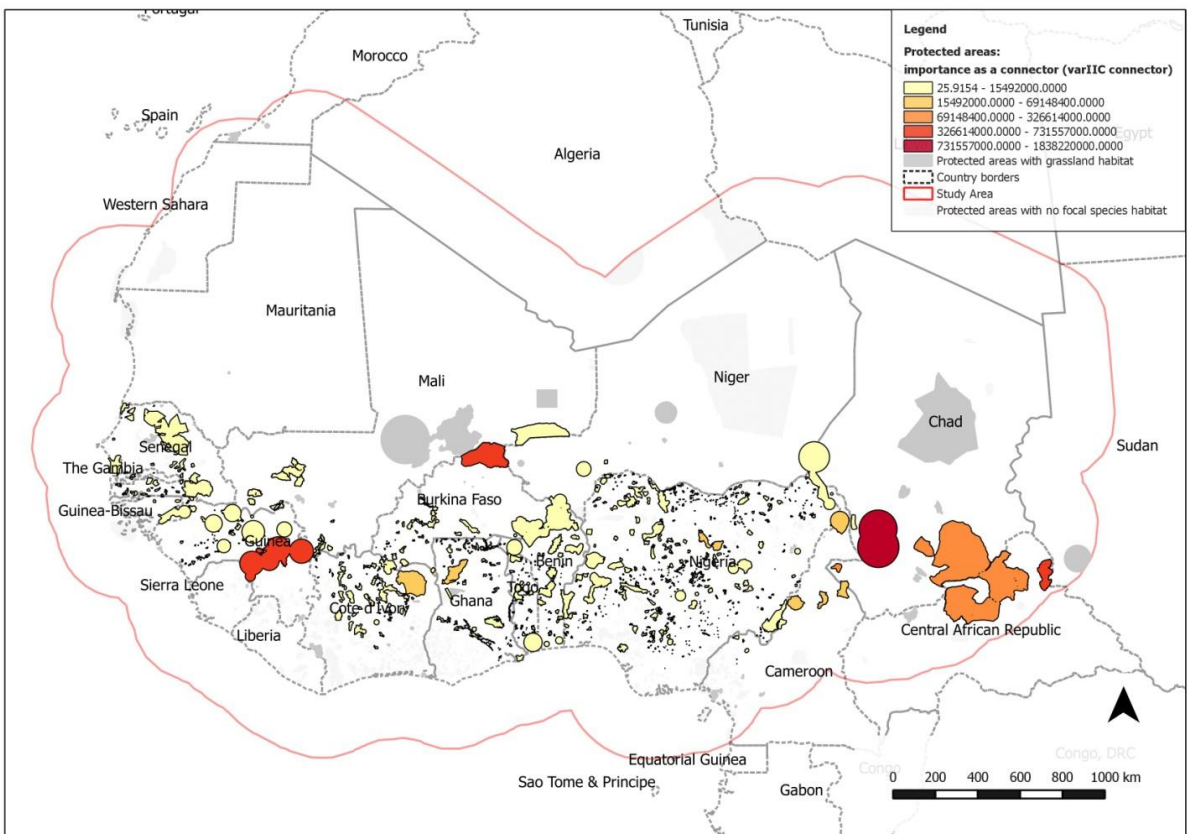 Portugal
Tunisia
Morocco
Spain
Algeria
Western Sahara
Legend
Protected areas:
importance as a connector (varIIC connector)
25.9154 - 15492000.0000
15492000.0000 - 69148400.0000
69148400.0000 - 326614000.0000
326614000.0000 - 731557000.0000
731557000.0000 - 1838220000.0000
Protected areas with grassland habitat
Country borders
Study Area
Protected areas with no focal species habitat
Egypt
Mauritania
Mali
Niger
Chad
Sudan
Senegal
The Gambia
Guinea-Bissau
Burkina Faso
Guinea
Benin
Nigeria
Sierra Leone
Togo
Cote d'Ivory
Ghana
Liberia
Central African Republic
Cameroon
Equatorial Guinea
Sao Tome & Principe
Gabon
Congo
Congo, DRC
0 200 400 600 800 1000 km